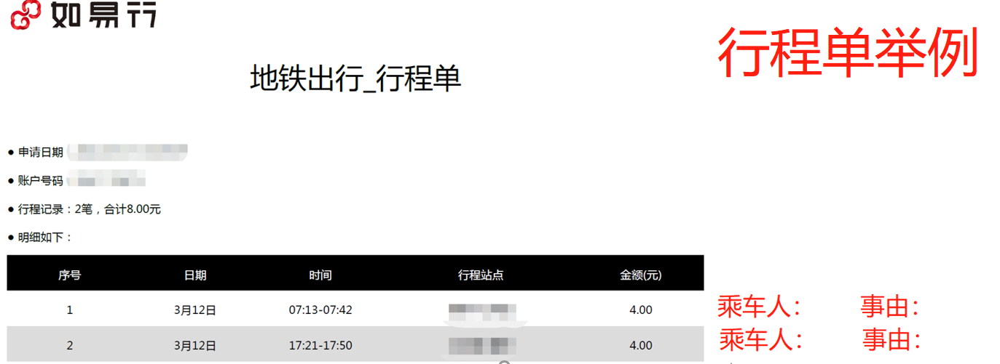 如易行
行程单举例
地铁出行_行程单
● 申请日期
● 账户号码
● 行程记录：2笔，合计8.00元
● 明细如下：
序号 日期 时间 行程站点 金额(元)
1 3月12日 07:13-07:42 4.00 乘车人： 事由：
2 3月12日 17:21-17:50 4.00 乘车人： 事由：